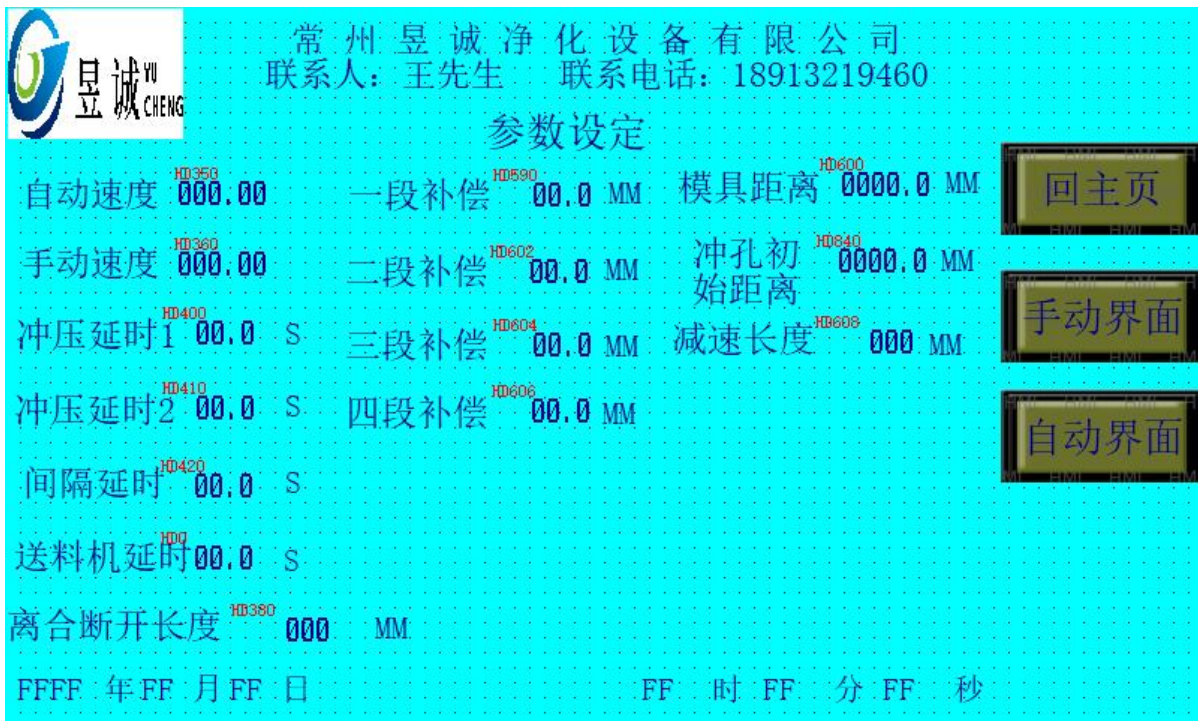 昱诚 YU CHENG
常州昱诚净化设备有限公司
联系人：王先生 联系电话：18913219460
参数设定
自动速度 HD350 000.00
手动速度 HD360 000.00
冲压延时1 HD400 00.0 S
冲压延时2 HD410 00.0 S
间隔延时 HD420 00.0 S
送料机延时 HD0 00.0 S
离合断开长度 HD380 000 MM
一段补偿 HD590 00.0 MM
二段补偿 HD602 00.0 MM
三段补偿 HD604 00.0 MM
四段补偿 HD606 00.0 MM
模具距离 HD600 0000.0 MM
冲孔初 HD840 0000.0 MM
始距离
减速长度 HD608 000 MM
回主页
手动界面
自动界面
FFFF 年 FF 月 FF 日 FF 时 FF 分 FF 秒